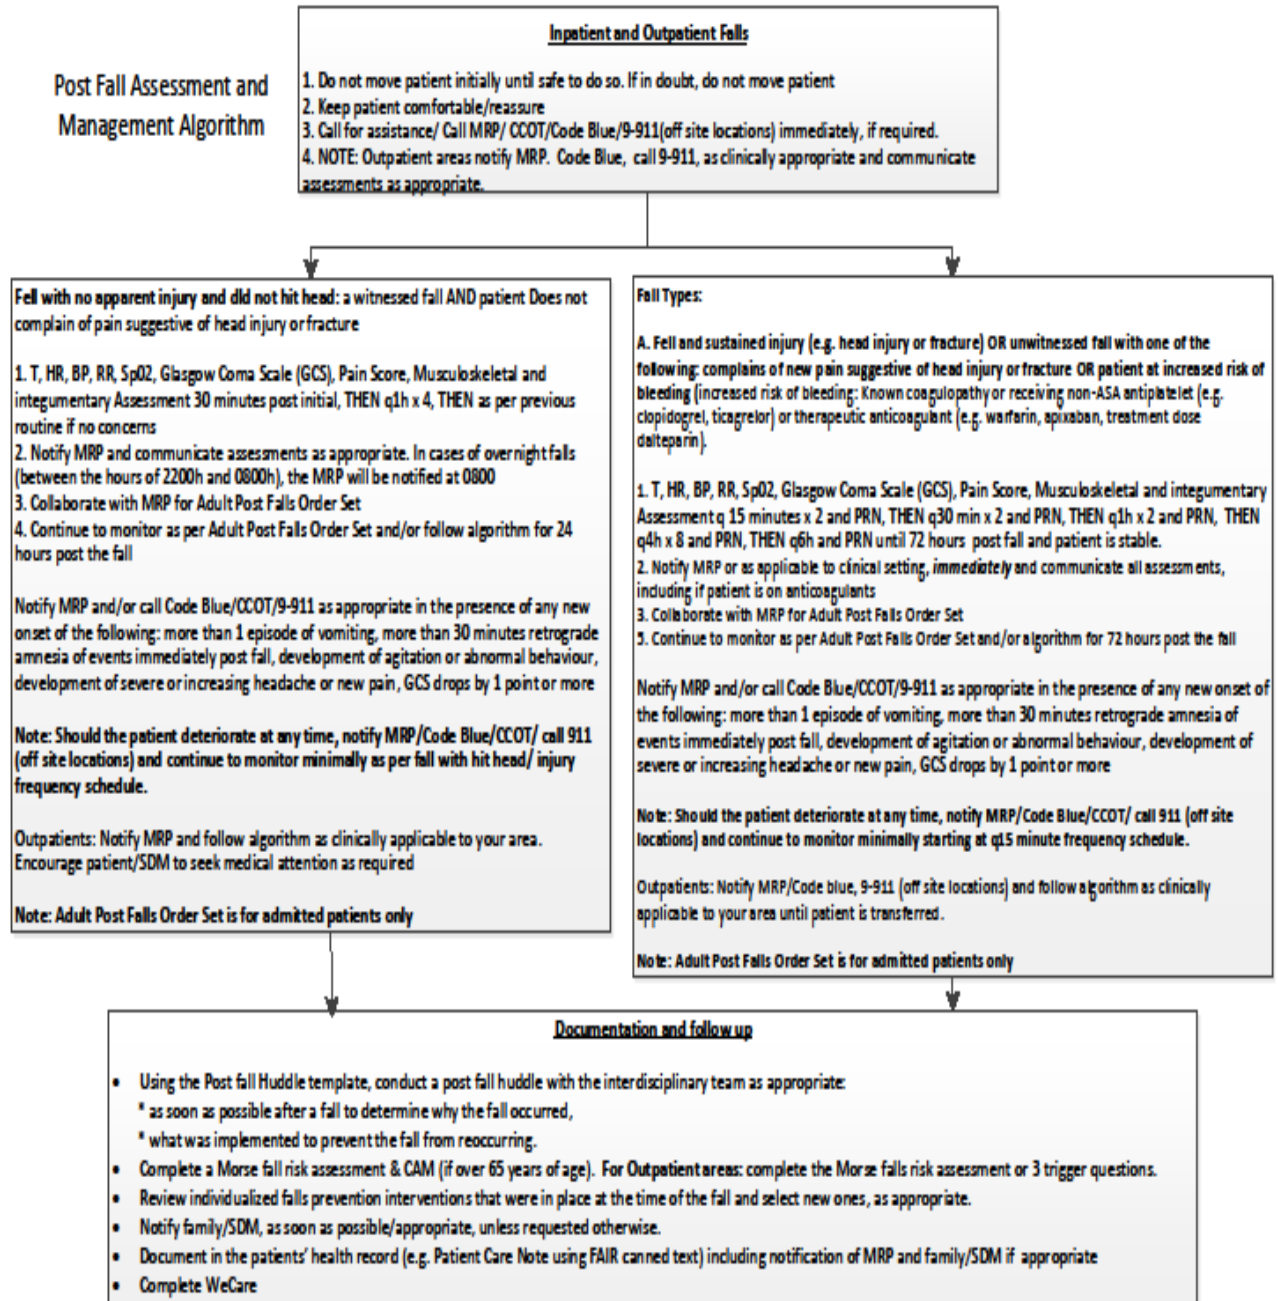 Post Fall Assessment and
Management Algorithm
Inpatient and Outpatient Falls
1. Do not move patient initially until safe to do so. If in doubt, do not move patient
2. Keep patient comfortable/reassure
3. Call for assistance/ Call MRP/ CCOT/Code Blue/9-911(off site locations) immediately, if required.
4. NOTE: Outpatient areas notify MRP. Code Blue, call 9-911, as clinically appropriate and communicate
assessments as appropriate.
Fell with no apparent injury and did not hit head: a witnessed fall AND patient Does not
complain of pain suggestive of head injury or fracture
1. T, HR, BP, RR, Sp02, Glasgow Coma Scale (GCS), Pain Score, Musculoskeletal and
integumentary Assessment 30 minutes post initial, THEN q1h x 4, THEN as per previous
routine if no concerns
2. Notify MRP and communicate assessments as appropriate. In cases of overnight falls
(between the hours of 2200h and 0800h), the MRP will be notified at 0800
3. Collaborate with MRP for Adult Post Falls Order Set
4. Continue to monitor as per Adult Post Falls Order Set and/or follow algorithm for 24
hours post the fall
Notify MRP and/or call Code Blue/CCOT/9-911 as appropriate in the presence of any new
onset of the following: more than 1 episode of vomiting, more than 30 minutes retrograde
amnesia of events immediately post fall, development of agitation or abnormal behaviour,
development of severe or increasing headache or new pain, GCS drops by 1 point or more
Note: Should the patient deteriorate at any time, notify MRP/Code Blue/CCOT/ call 911
(off site locations) and continue to monitor minimally as per fall with hit head/ injury
frequency schedule.
Outpatients: Notify MRP and follow algorithm as clinically applicable to your area.
Encourage patient/SDM to seek medical attention as required
Note: Adult Post Falls Order Set is for admitted patients only
Fall Types:
A. Fell and sustained injury (e.g. head injury or fracture) OR unwitnessed fall with one of the
following: complains of new pain suggestive of head injury or fracture OR patient at increased risk of
bleeding (increased risk of bleeding: Known coagulopathy or receiving non-ASA antiplatelet (e.g.
clopidogrel, ticagrelor) or therapeutic anticoagulant (e.g. warfarin, apixaban, treatment dose
dalteparin).
1. T, HR, BP, RR, Sp02, Glasgow Coma Scale (GCS), Pain Score, Musculoskeletal and integumentary
Assessment q 15 minutes x 2 and PRN, THEN q30 min x 2 and PRN, THEN q1h x 2 and PRN, THEN
q4h x 8 and PRN, THEN q6h and PRN until 72 hours post fall and patient is stable.
2. Notify MRP or as applicable to clinical setting, immediately and communicate all assessments,
including if patient is on anticoagulants
3. Collaborate with MRP for Adult Post Falls Order Set
5. Continue to monitor as per Adult Post Falls Order Set and/or algorithm for 72 hours post the fall
Notify MRP and/or call Code Blue/CCOT/9-911 as appropriate in the presence of any new onset of
the following: more than 1 episode of vomiting, more than 30 minutes retrograde amnesia of
events immediately post fall, development of agitation or abnormal behaviour, development of
severe or increasing headache or new pain, GCS drops by 1 point or more
Note: Should the patient deteriorate at any time, notify MRP/Code Blue/CCOT/ call 911 (off site
locations) and continue to monitor minimally starting at q15 minute frequency schedule.
Outpatients: Notify MRP/Code blue, 9-911 (off site locations) and follow algorithm as clinically
applicable to your area until patient is transferred.
Note: Adult Post Falls Order Set is for admitted patients only
Documentation and follow up
• Using the Post fall Huddle template, conduct a post fall huddle with the interdisciplinary team as appropriate:
* as soon as possible after a fall to determine why the fall occurred,
* what was implemented to prevent the fall from reoccurring.
• Complete a Morse fall risk assessment & CAM (if over 65 years of age). For Outpatient areas: complete the Morse falls risk assessment or 3 trigger questions.
• Review individualized falls prevention interventions that were in place at the time of the fall and select new ones, as appropriate.
• Notify family/SDM, as soon as possible/appropriate, unless requested otherwise.
• Document in the patients' health record (e.g. Patient Care Note using FAIR canned text) including notification of MRP and family/SDM if appropriate
• Complete WeCare